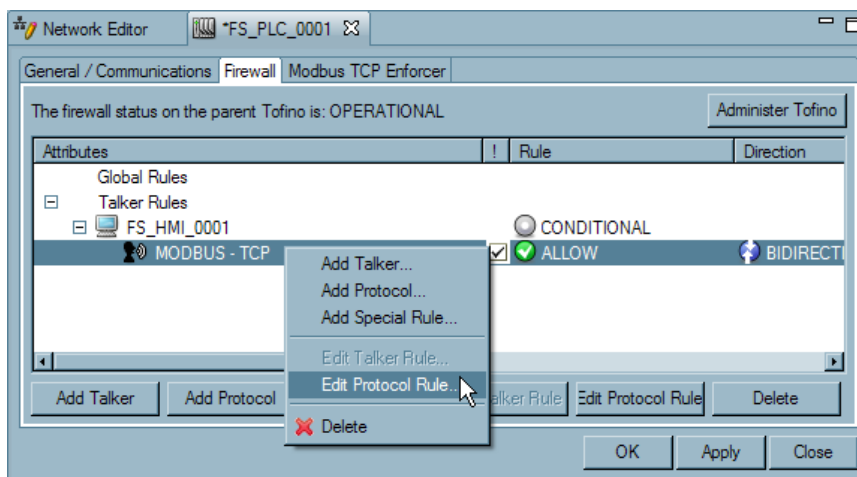 Network Editor *FS_PLC_0001
General / Communications Firewall Modbus TCP Enforcer
The firewall status on the parent Tofino is: OPERATIONAL Administer Tofino
Attributes ! Rule Direction
Global Rules
Talker Rules
FS_HMI_0001 CONDITIONAL
MODBUS - TCP ALLOW BIDIRECTI
Add Talker...
Add Protocol...
Add Special Rule...
Edit Talker Rule...
Edit Protocol Rule...
Delete
Add Talker Add Protocol alker Rule Edit Protocol Rule Delete
OK Apply Close